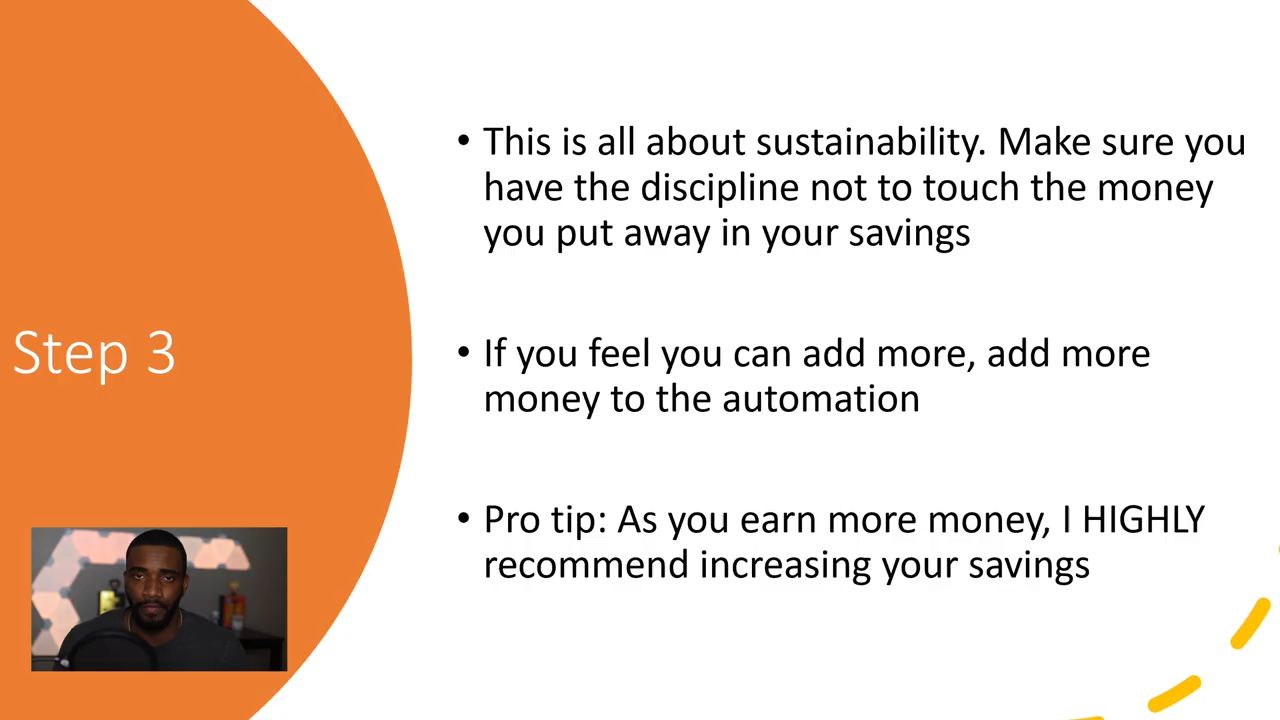 Step 3
• This is all about sustainability. Make sure you
have the discipline not to touch the money
you put away in your savings
• If you feel you can add more, add more
money to the automation
• Pro tip: As you earn more money, I HIGHLY
recommend increasing your savings